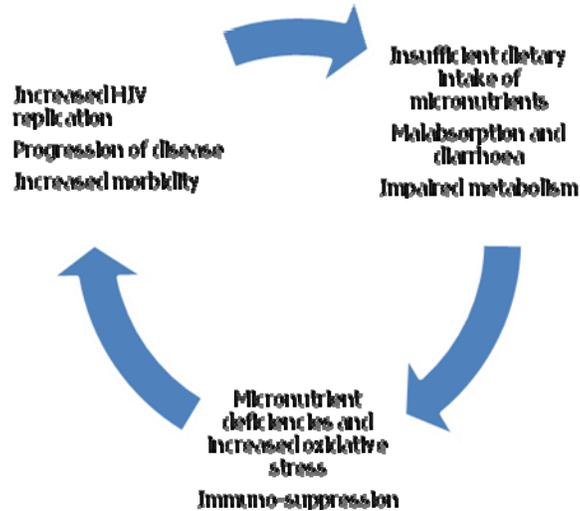 Increased HIV
replication
Progression of disease
Increased morbidity
Insufficient dietary
intake of
micronutrients
Malabsorption and
diarrhoea
Impaired metabolism
Micronutrient
deficiencies and
increased oxidative
stress
Immuno-suppression